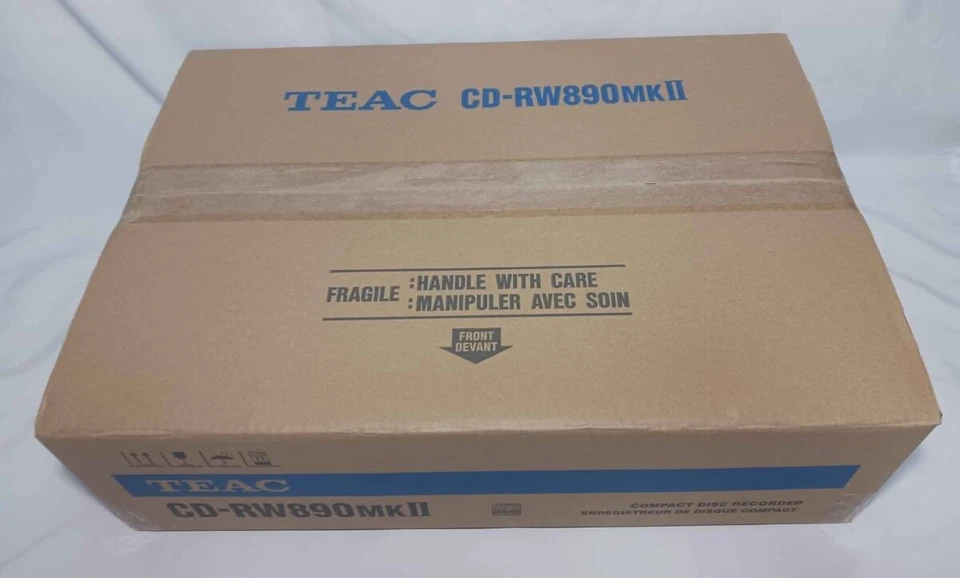 TEAC CD-RW890MKII
FRAGILE :HANDLE WITH CARE
:MANIPULER AVEC SOIN
FRONT
DEVANT
TEAC
CD-RW890MKII
COMPACT DISC RECORDER
ENREGISTREUR DE DISQUE COMPACT